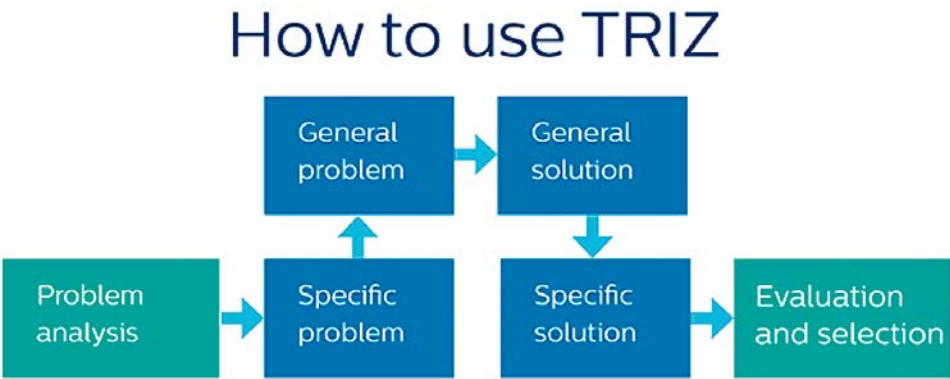 How to use TRIZ
General
problem
General
solution
Problem
analysis
Specific
problem
Specific
solution
Evaluation
and selection